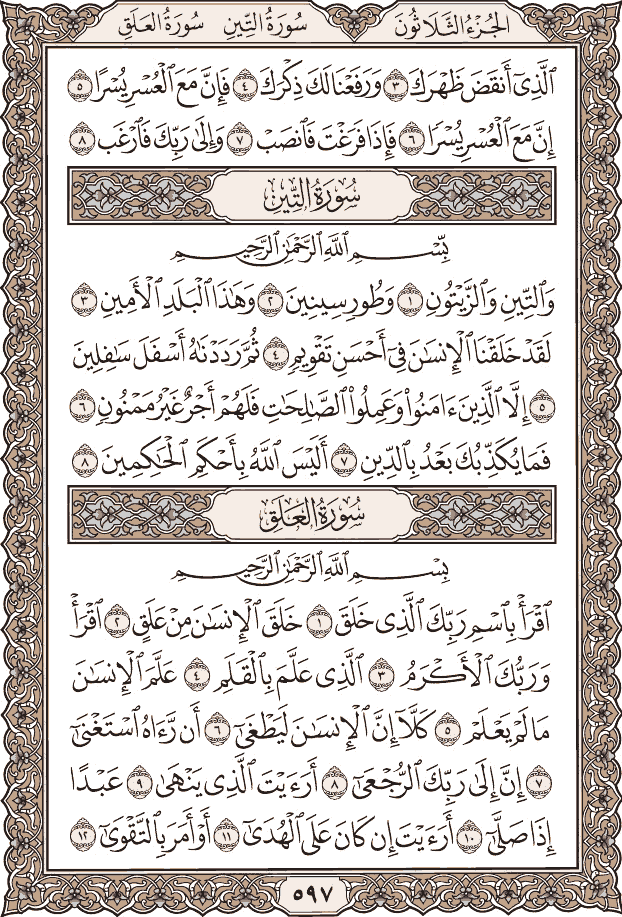 الجُزْءُ الثَّلَاثُونَ سُورَةُ التِّينِ سُورَةُ العَلَقِ
ٱلَّذِىٓ أَنقَضَ ظَهْرَكَ ٣ وَرَفَعْنَا لَكَ ذِكْرَكَ ٤ فَإِنَّ مَعَ ٱلْعُسْرِ يُسْرًا ٥
إِنَّ مَعَ ٱلْعُسْرِ يُسْرًا ٦ فَإِذَا فَرَغْتَ فَٱنصَبْ ٧ وَإِلَىٰ رَبِّكَ فَٱرْغَب ٨
سُورَةُ التِّينِ
بِّسْمِ ٱللَّهِ ٱلرَّحْمَٰنِ ٱلرَّحِيمِ
وَٱلتِّينِ وَٱلزَّيْتُونِ ١ وَطُورِ سِينِينَ ٢ وَهَٰذَا ٱلْبَلَدِ ٱلْأَمِينِ ٣
لَقَدْ خَلَقْنَا ٱلْإِنسَٰنَ فِىٓ أَحْسَنِ تَقْوِيمٍ ٤ ثُمَّ رَدَدْنَٰهُ أَسْفَلَ سَٰفِلِينَ
٥ إِلَّا ٱلَّذِينَ ءَامَنُوا۟ وَعَمِلُوا۟ ٱلصَّٰلِحَٰتِ فَلَهُمْ أَجْرٌ غَيْرُ مَمْنُونٍ ٦
فَمَا يُكَذِّبُكَ بَعْدُ بِٱلدِّينِ ٧ أَلَيْسَ ٱللَّهُ بِأَحْكَمِ ٱلْحَٰكِمِينَ ٨
سُورَةُ العَلَقِ
بِسْمِ ٱللَّهِ ٱلرَّحْمَٰنِ ٱلرَّحِيمِ
ٱقْرَأْ بِٱسْمِ رَبِّكَ ٱلَّذِى خَلَقَ ١ خَلَقَ ٱلْإِنسَٰنَ مِنْ عَلَقٍ ٢ ٱقْرَأْ
وَرَبُّكَ ٱلْأَكْرَمُ ٣ ٱلَّذِى عَلَّمَ بِٱلْقَلَمِ ٤ عَلَّمَ ٱلْإِنسَٰنَ
مَا لَمْ يَعْلَمْ ٥ كَلَّآ إِنَّ ٱلْإِنسَٰنَ لَيَطْغَىٰٓ ٦ أَن رَّءَاهُ ٱسْتَغْنَىٰٓ
٧ إِنَّ إِلَىٰ رَبِّكَ ٱلرُّجْعَىٰٓ ٨ أَرَءَيْتَ ٱلَّذِى يَنْهَىٰ ٩ عَبْدًا
إِذَا صَلَّىٰٓ ١٠ أَرَءَيْتَ إِن كَانَ عَلَى ٱلْهُدَىٰٓ ١١ أَوْ أَمَرَ بِٱلتَّقْوَىٰٓ ١٢
٥٩٧